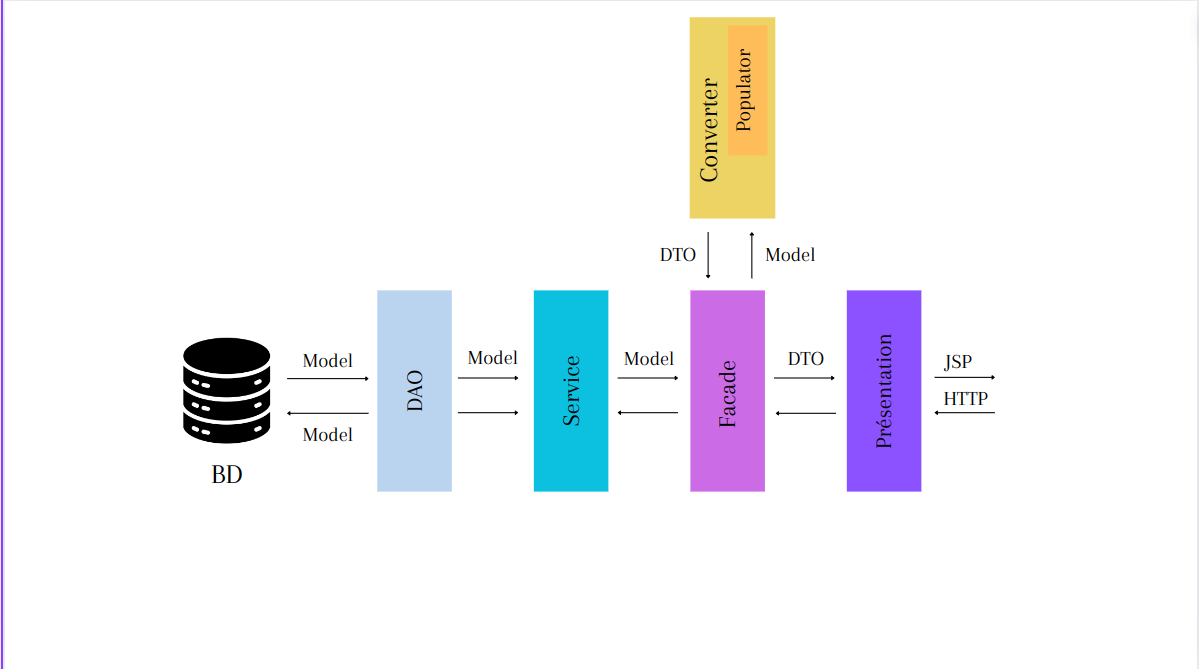 Converter
Populator
DTO
Model
Model
Model
Model
DTO
JSP
HTTP
Model
DAO
Service
Facade
Présentation
BD